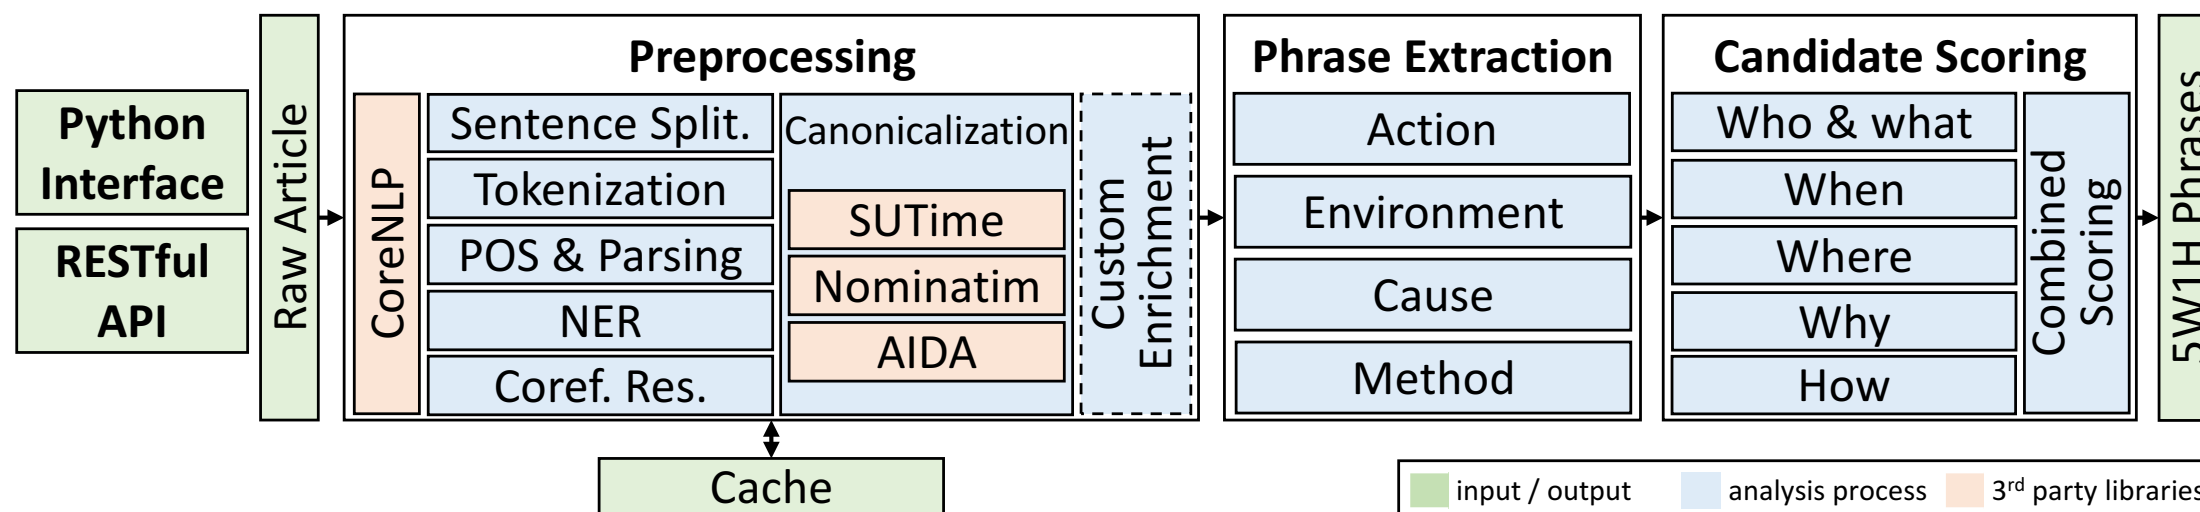 Python
Interface
RESTful
API
Raw Article
Preprocessing
CoreNLP
Sentence Split.
Tokenization
POS & Parsing
NER
Coref. Res.
Canonicalization
SUTime
Nominatim
AIDA
Custom
Enrichment
Cache
Phrase Extraction
Action
Environment
Cause
Method
Candidate Scoring
Who & what
When
Where
Why
How
Combined
Scoring
5W1H Phrases
input / output
analysis process
3rd party libraries